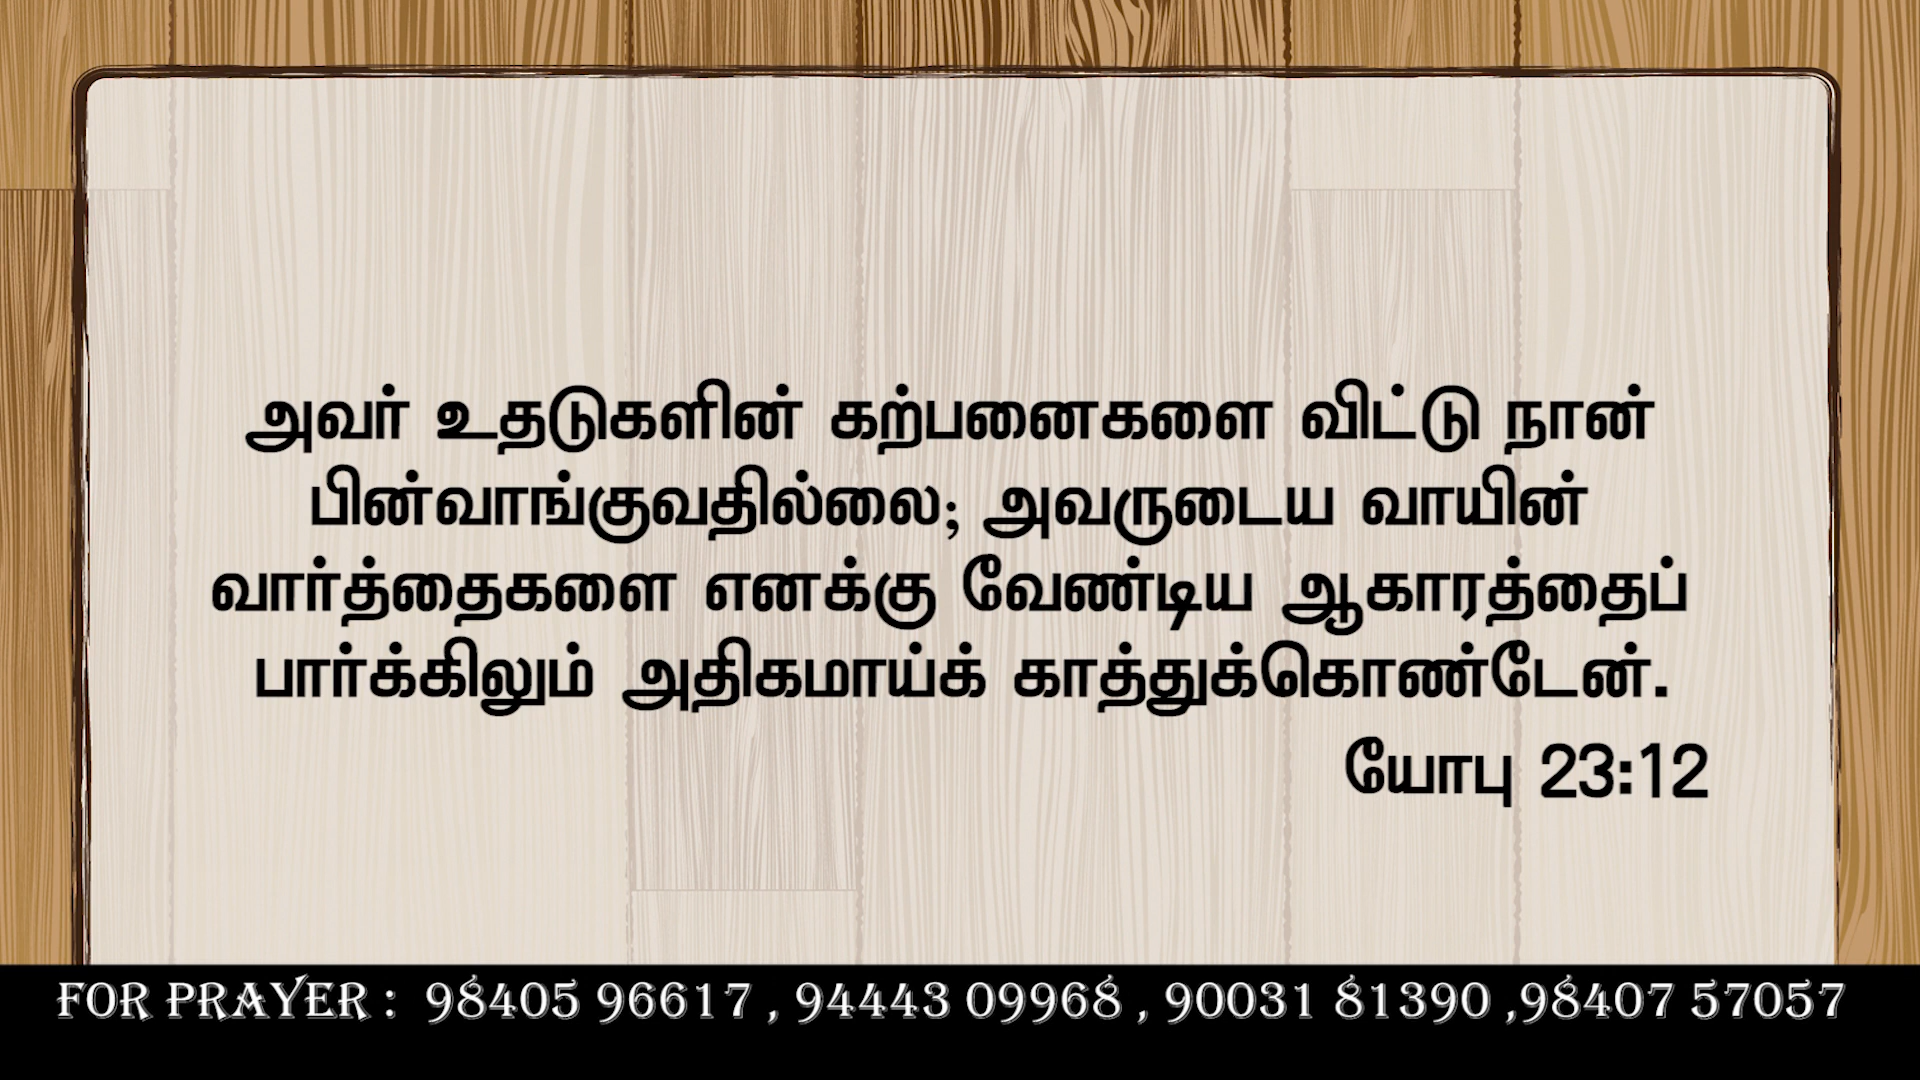 அவர் உதடுகளின் கற்பனைகளை விட்டு நான்
பின்வாங்குவதில்லை; அவருடைய வாயின்
வார்த்தைகளை எனக்கு வேண்டிய ஆகாரத்தைப்
பார்க்கிலும் அதிகமாய்க் காத்துக்கொண்டேன்.
யோபு 23:12
FOR PRAYER : 98405 96617 , 94443 09968 , 90031 81390 ,98407 57057